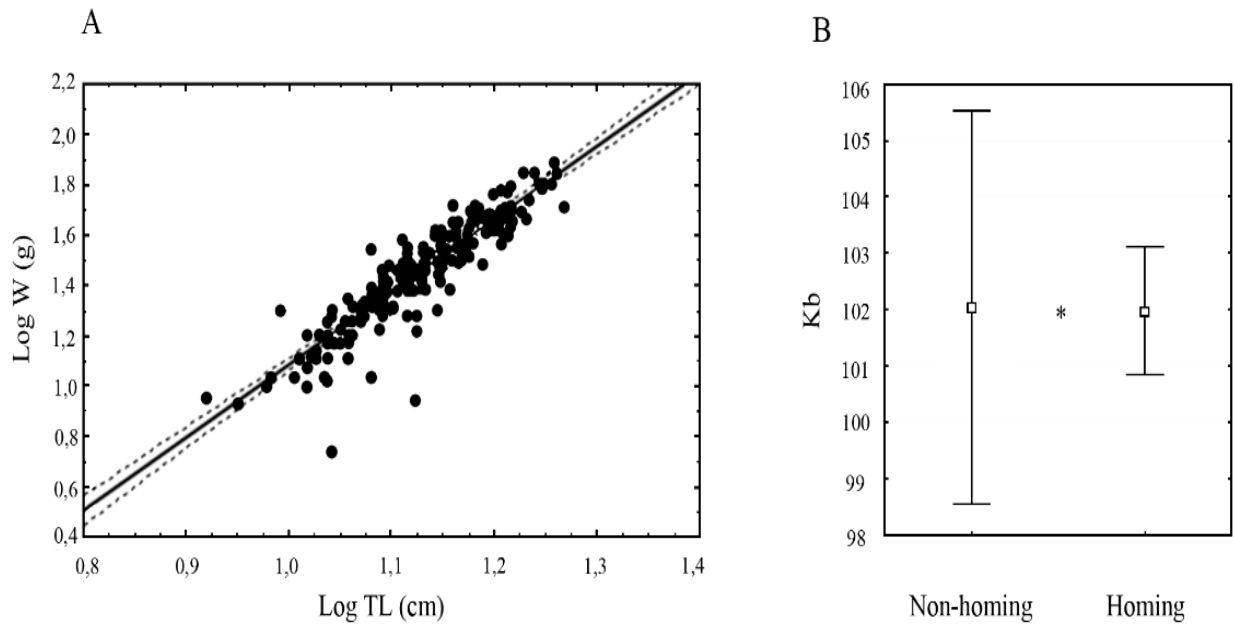 A
Log W (g)
2,2
2,0
1,8
1,6
1,4
1,2
1,0
0,8
0,6
0,4
0,8 0,9 1,0 1,1 1,2 1,3 1,4
Log TL (cm)
B
Kb
106
105
104
103
102
101
100
99
98
*
Non-homing Homing